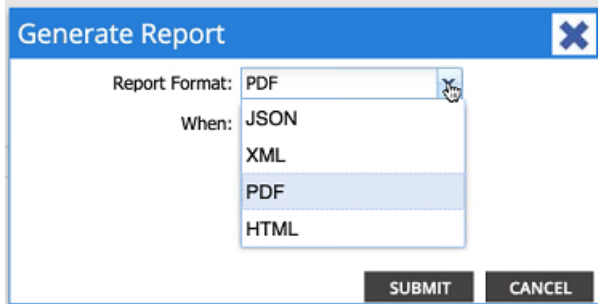 Generate Report
Report Format: PDF
When:
JSON
XML
PDF
HTML
SUBMIT CANCEL